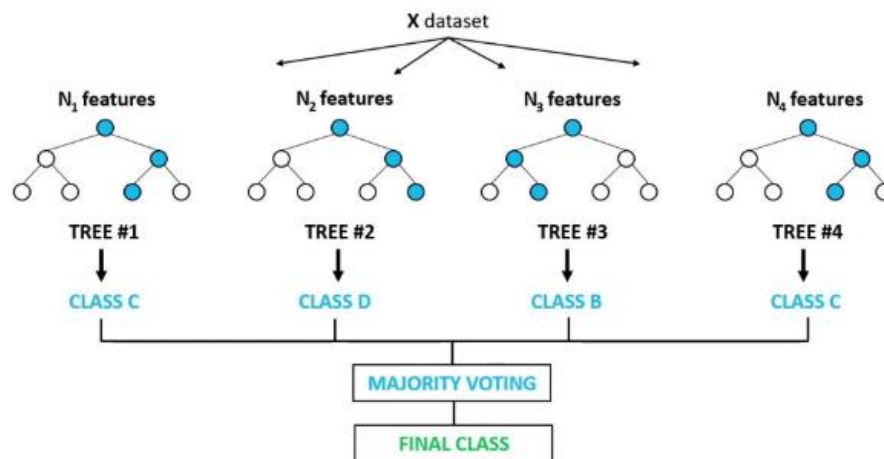 X dataset
N₁ features
N₂ features
N₃ features
N₄ features
TREE #1
TREE #2
TREE #3
TREE #4
CLASS C
CLASS D
CLASS B
CLASS C
MAJORITY VOTING
FINAL CLASS